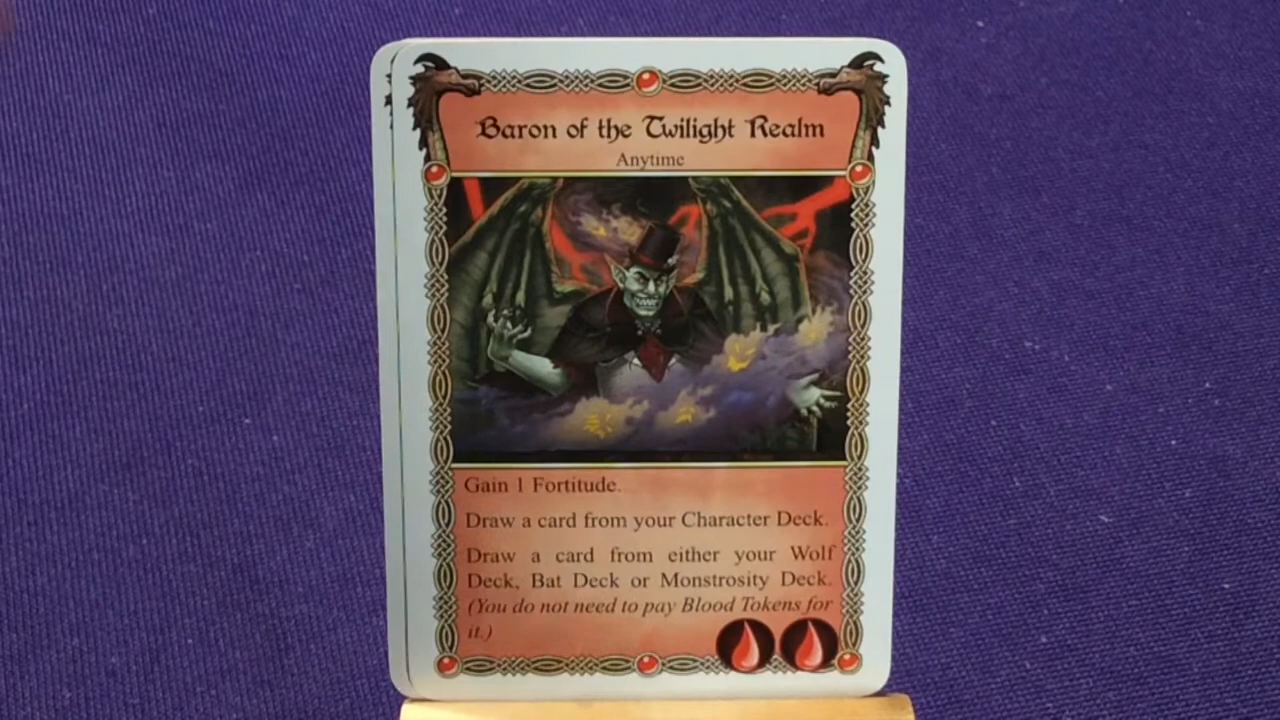 Baron of the Twilight Realm
Anytime
Gain 1 Fortitude.
Draw a card from your Character Deck.
Draw a card from either your Wolf
Deck, Bat Deck or Monstrosity Deck.
(You do not need to pay Blood Tokens for
it.)